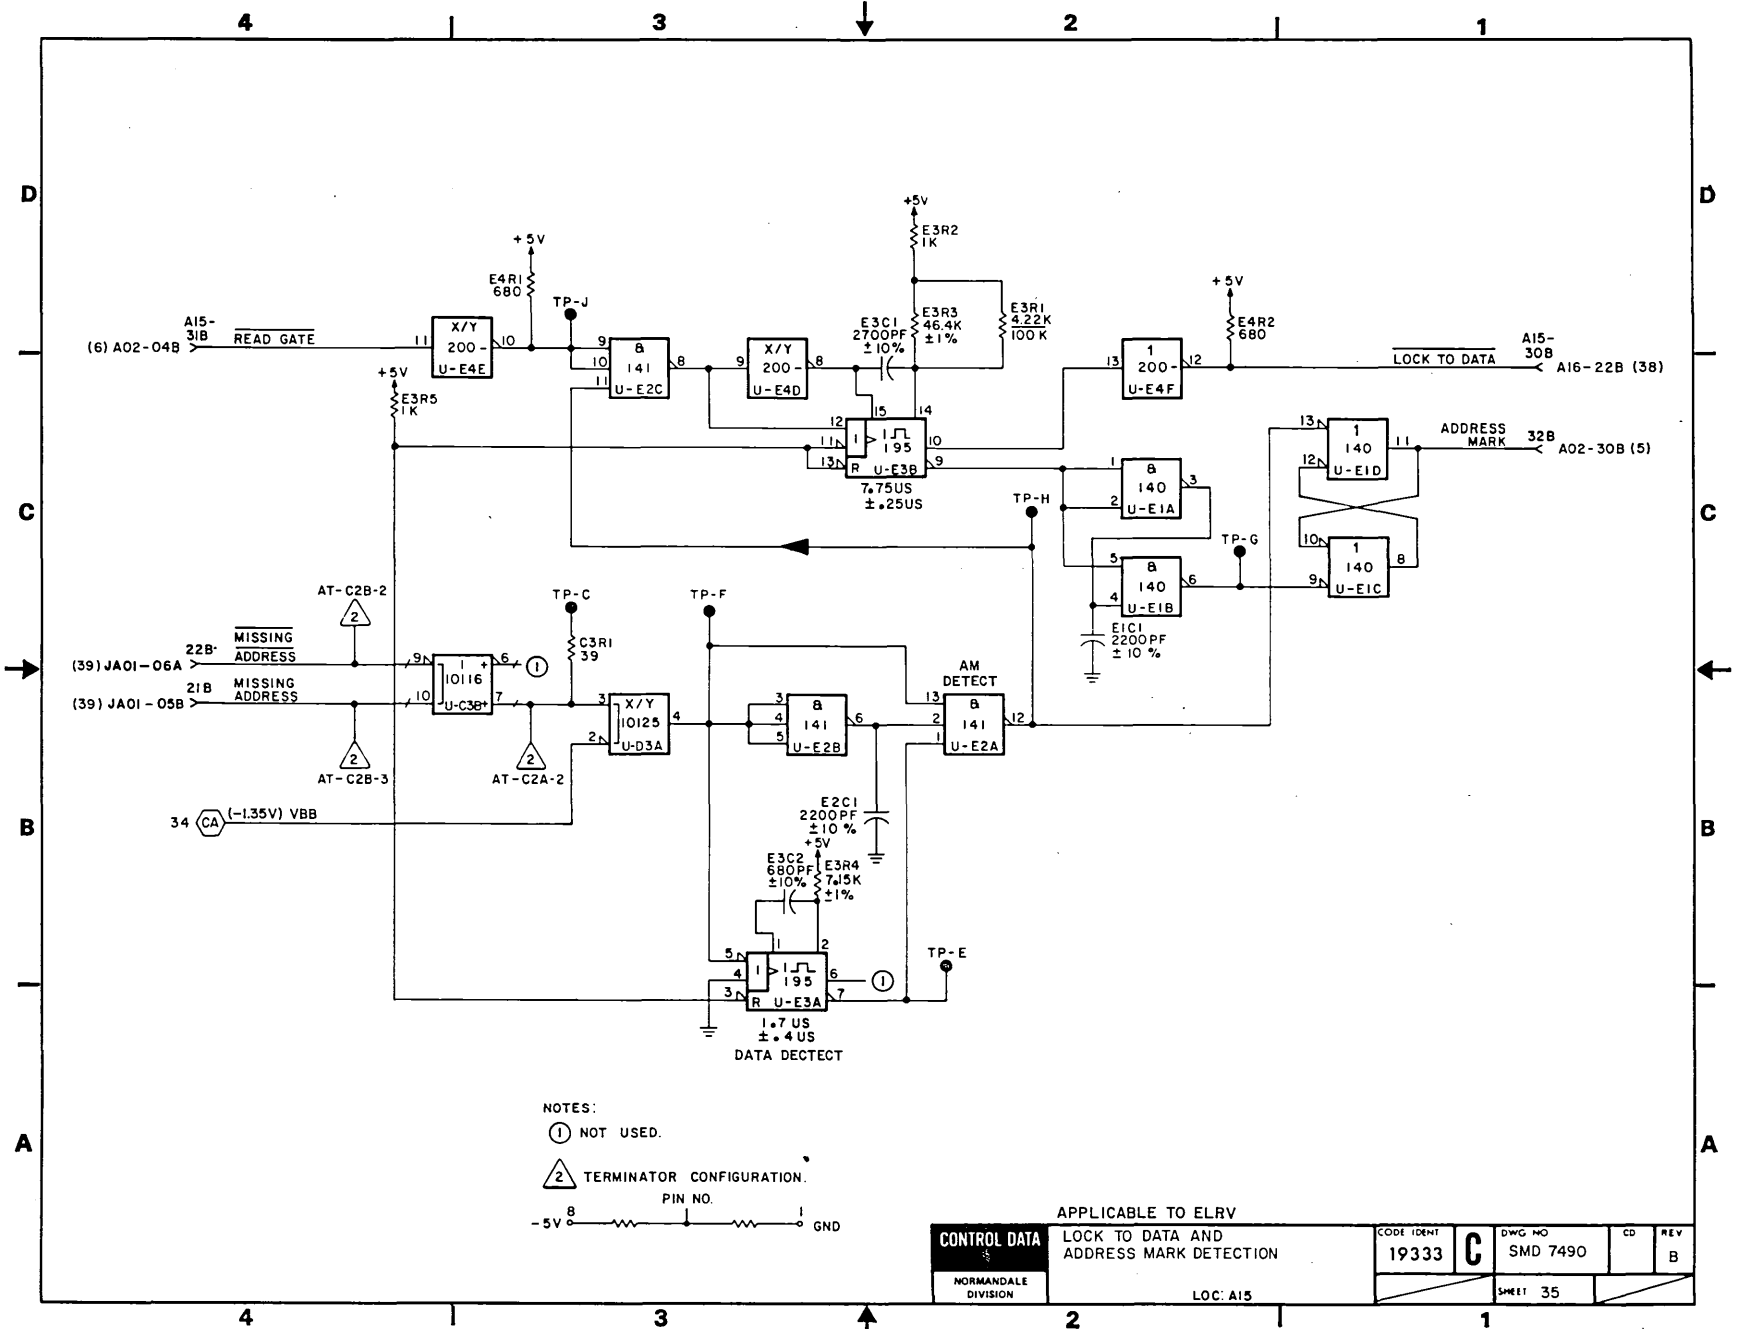 4 3 2 1
D D
+5V
E3R2
1K
+5V
E4R1
680
TP-J
+5V
E4R2
680
A15-
31B
(6) A02-04B
READ GATE
11
X/Y
200
U-E4E
10
9
10
11
&
141
U-E2C
8
9
X/Y
200
U-E4D
8
E3C1
2700PF
±10%
E3R3
46.4K
±1%
E3R1
4.22K
100K
13
1
200
U-E4F
12
LOCK TO DATA
A15-
30B
A16-22B (38)
+5V
E3R5
1K
15 14
12
11
13
1
1
195
R U-E3B
10
9
7.75US
±.25US
1
2
&
140
U-E1A
3
13
12
1
140
U-E1D
11
ADDRESS
MARK
32B
A02-30B (5)
C C
TP-H
TP-G
5
4
&
140
U-E1B
6
10
9
1
140
U-E1C
8
E1C1
2200PF
±10%
AT-C2B-2
2
TP-C
TP-F
C3R1
39
(39) JA01-06A
22B
MISSING
ADDRESS
9
10
1 +
10116
U-C3B+
6
7
1
(39) JA01-05B
21B
MISSING
ADDRESS
2
AT-C2B-3
2
AT-C2A-2
3
2
X/Y
10125
U-D3A
4
3
4
5
&
141
U-E2B
6
AM
DETECT
13
2
1
&
141
U-E2A
12
34 CA (-1.35V) VBB
B B
E2C1
2200PF
±10%
+5V
E3C2
680PF
±10%
E3R4
7.15K
±1%
1 2
5
4
3
1
1
195
R U-E3A
6
7
1
TP-E
1.7 US
±.4US
DATA DECTECT
A A
NOTES:
1 NOT USED.
2 TERMINATOR CONFIGURATION.
PIN NO.
-5V 8 1 GND
APPLICABLE TO ELRV
CONTROL DATA
NORMANDALE
DIVISION
LOCK TO DATA AND
ADDRESS MARK DETECTION
LOC: A15
CODE IDENT
19333
C
DWG NO
SMD 7490
CD
REV
B
SHEET 35
4 3 2 1